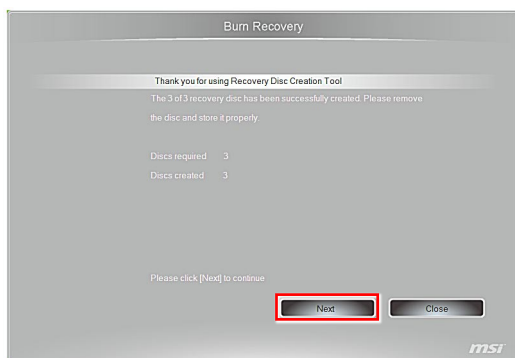 Burn Recovery
Thank you for using Recovery Disc Creation Tool
The 3 of 3 recovery disc has been successfully created. Please remove
the disc and store it properly.
Discs required 3
Discs created 3
Please click [Next] to continue
Next Close
msi